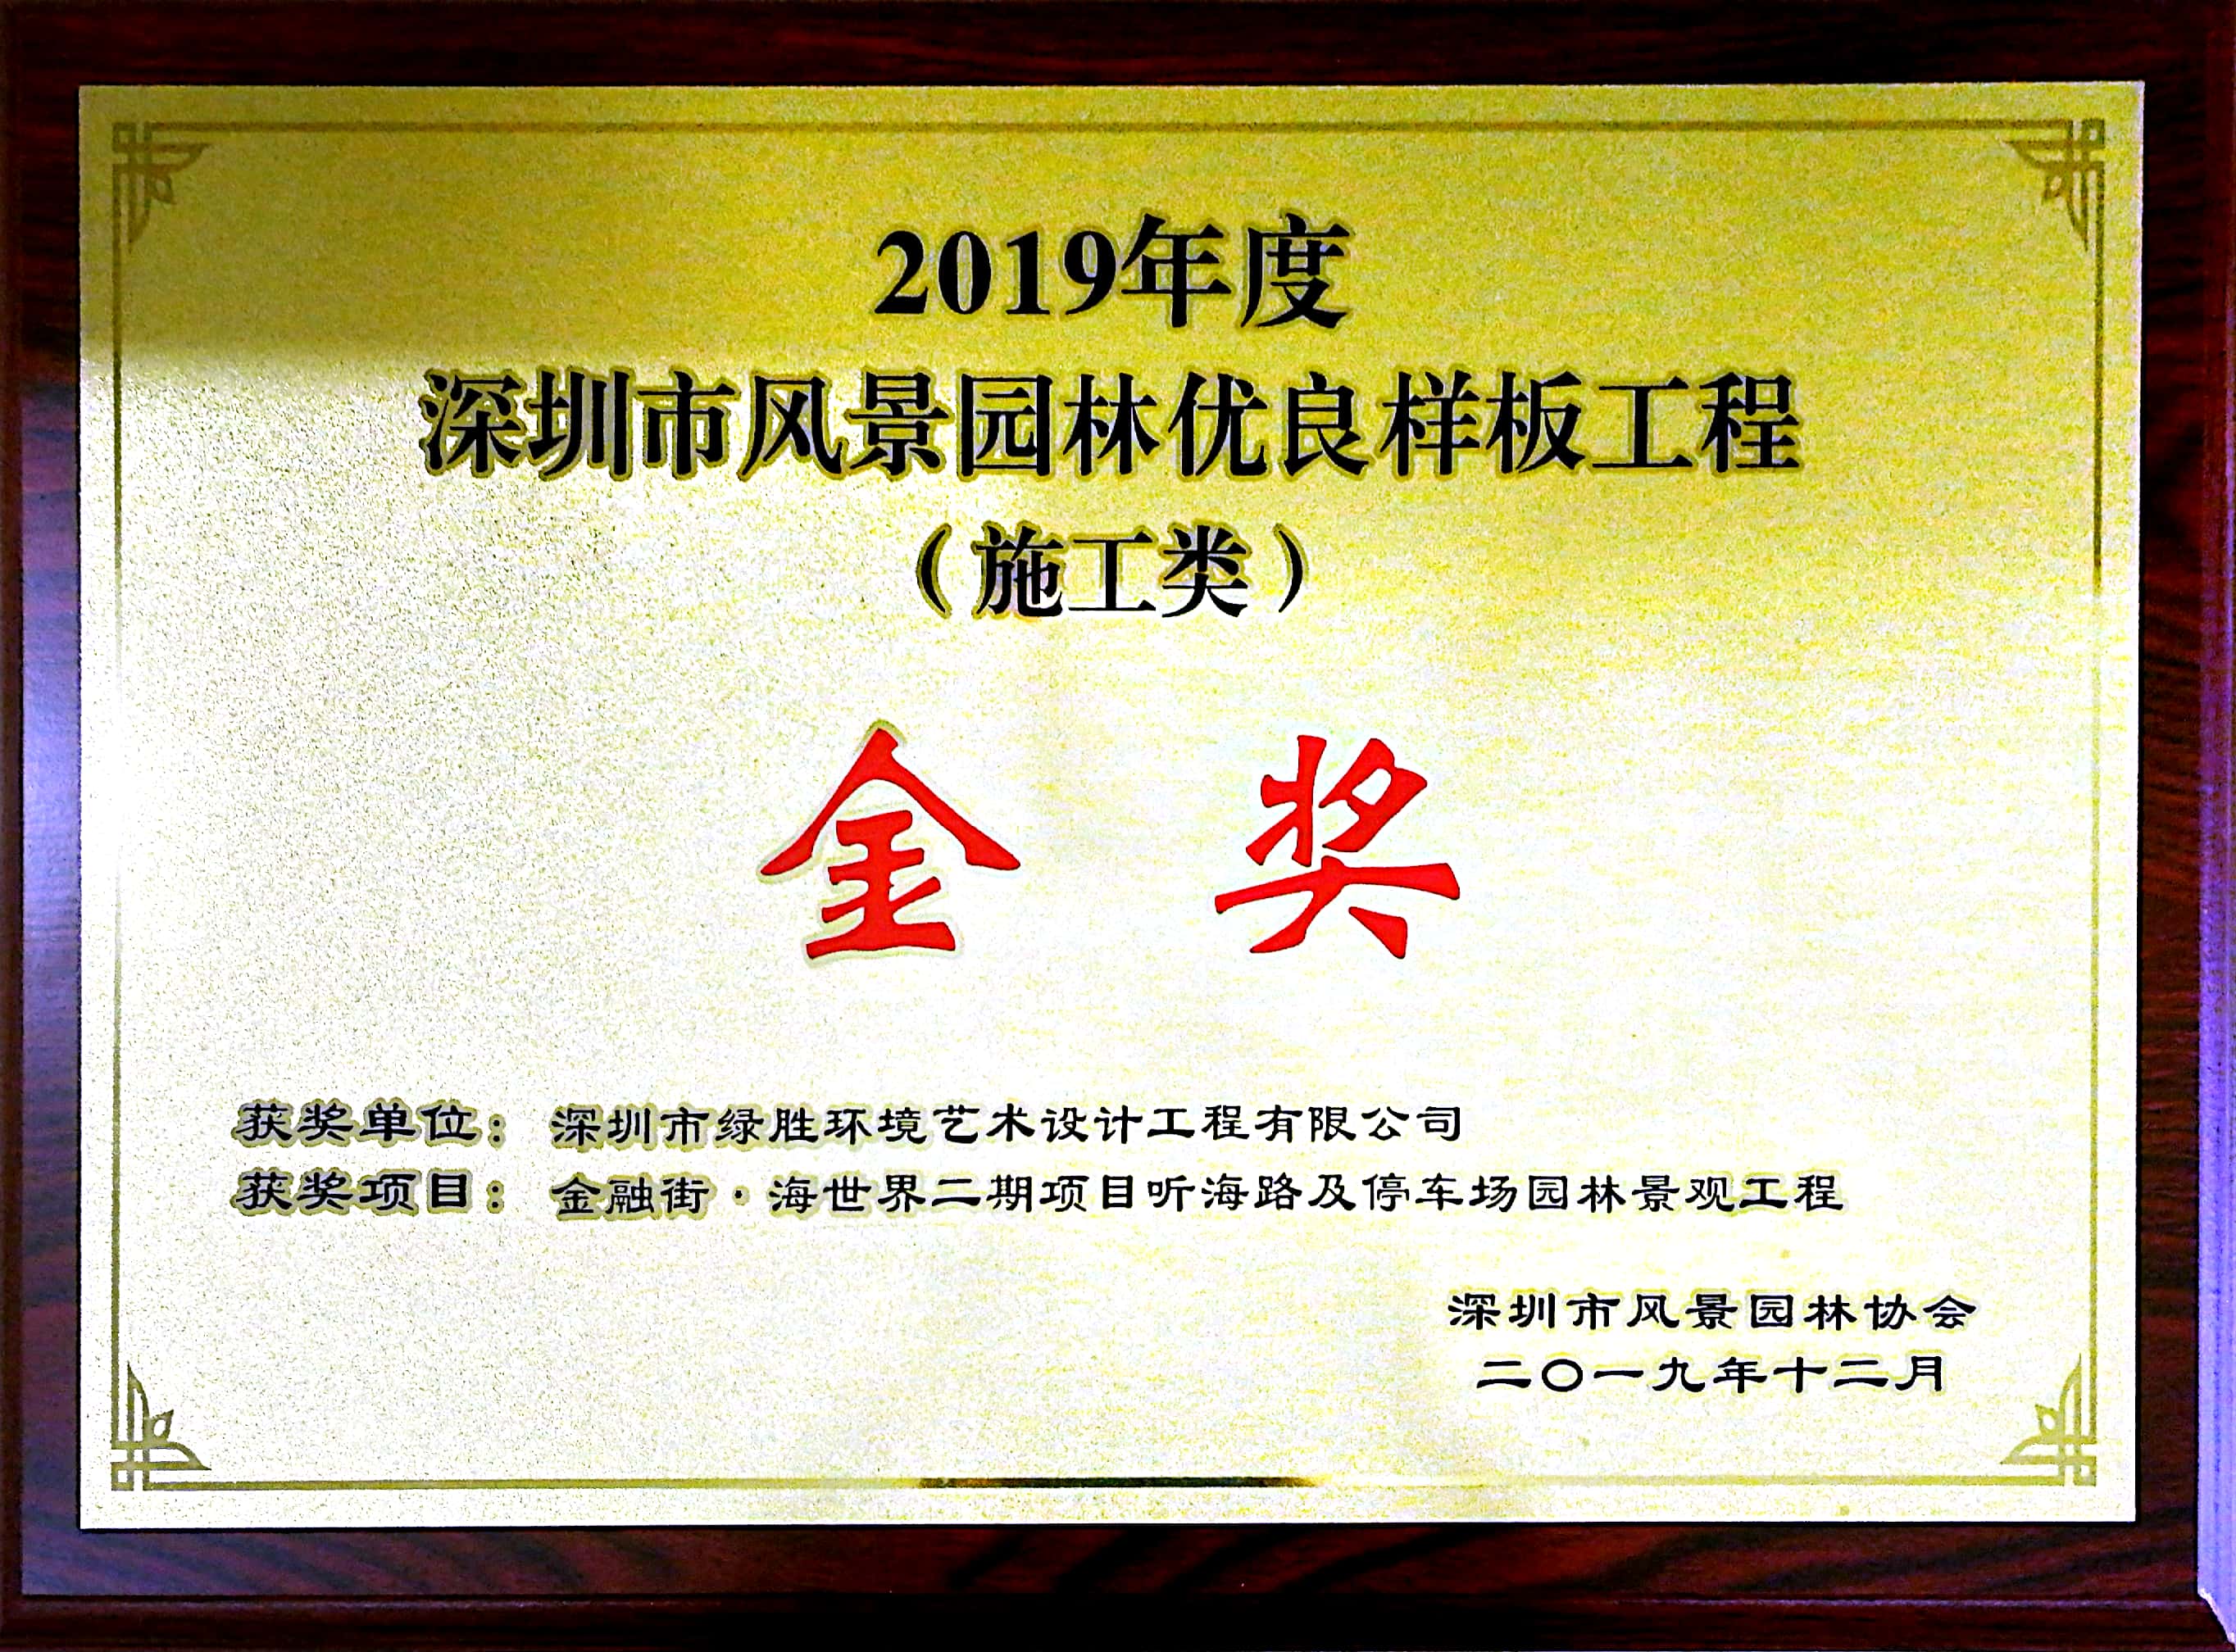 2019年度
深圳市风景园林优良样板工程
（施工类）
金 奖
获奖单位： 深圳市绿胜环境艺术设计工程有限公司
获奖项目： 金融街·海世界二期项目听海路及停车场园林景观工程
深圳市风景园林协会
二〇一九年十二月